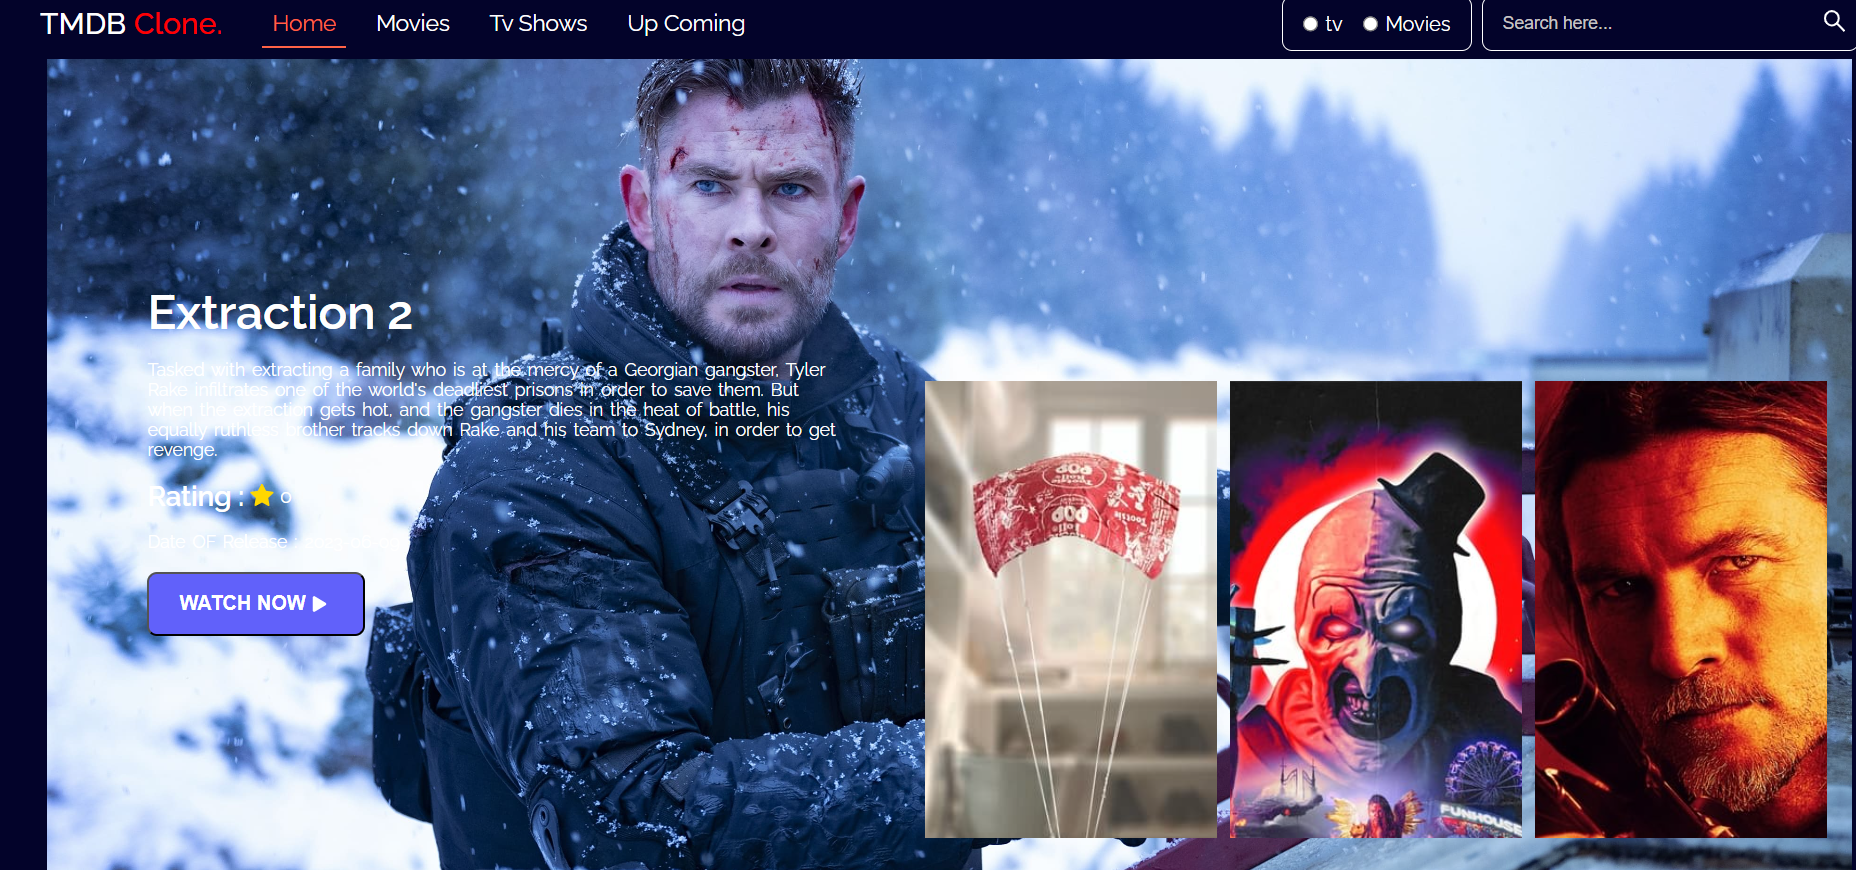 TMDB Clone.
Home
Movies
Tv Shows
Up Coming
tv
Movies
Search here...
Extraction 2
Tasked with extracting a family who is at the mercy of a Georgian gangster, Tyler
Rake infiltrates one of the world's deadliest prisons in order to save them. But
when the extraction gets hot, and the gangster dies in the heat of battle, his
equally ruthless brother tracks down Rake and his team to Sydney, in order to get
revenge.
Rating : 0
Date OF Release :
WATCH NOW
POP
POP
FUNHOUSE